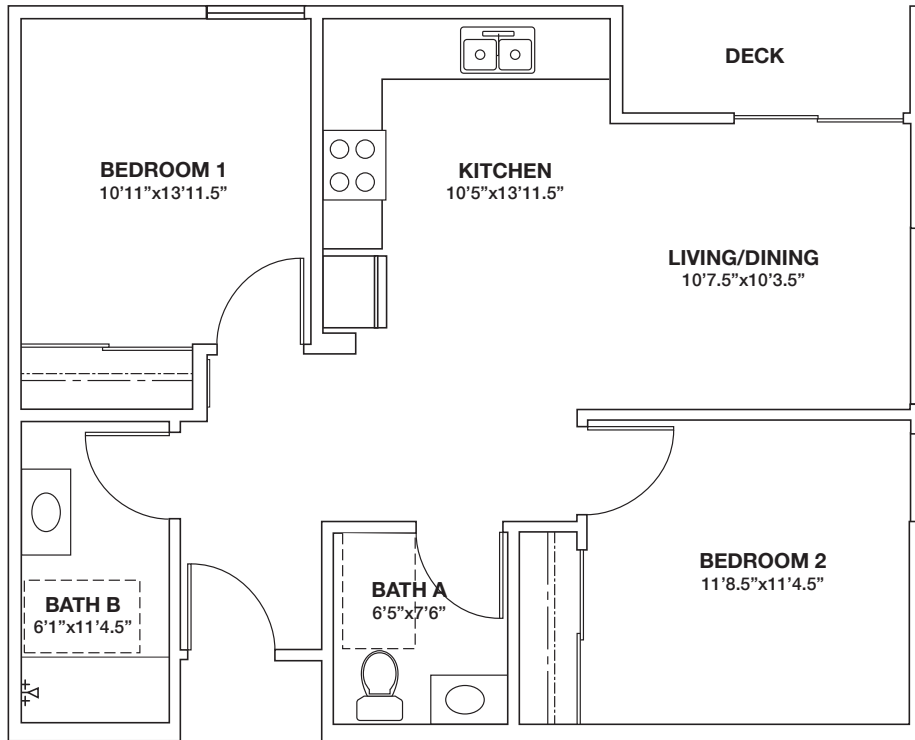 DECK
BEDROOM 1
10’11”x13’11.5”
KITCHEN
10’5”x13’11.5”
LIVING/DINING
10’7.5”x10’3.5”
BEDROOM 2
11’8.5”x11’4.5”
BATH A
6’5”x7’6”
BATH B
6’1”x11’4.5”